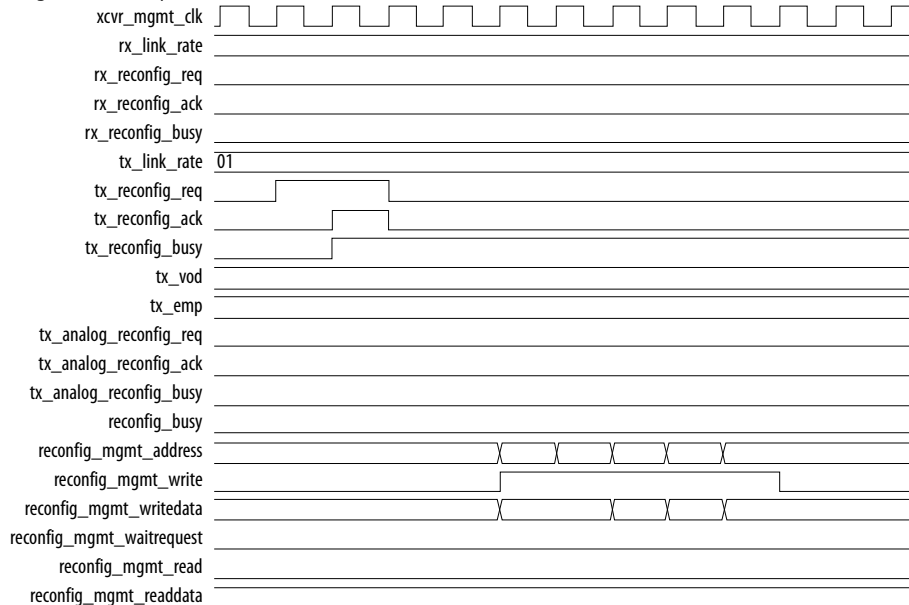 xcvr_mgmt_clk
rx_link_rate
rx_reconfig_req
rx_reconfig_ack
rx_reconfig_busy
tx_link_rate 01
tx_reconfig_req
tx_reconfig_ack
tx_reconfig_busy
tx_vod
tx_emp
tx_analog_reconfig_req
tx_analog_reconfig_ack
tx_analog_reconfig_busy
reconfig_busy
reconfig_mgmt_address
reconfig_mgmt_write
reconfig_mgmt_writedata
reconfig_mgmt_waitrequest
reconfig_mgmt_read
reconfig_mgmt_readdata